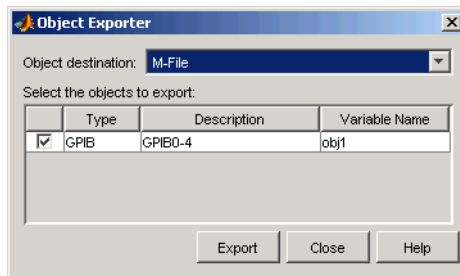 Object Exporter
Object destination: M-File
Select the objects to export:
Type Description Variable Name
GPIB GPIB0-4 obj1
Export Close Help